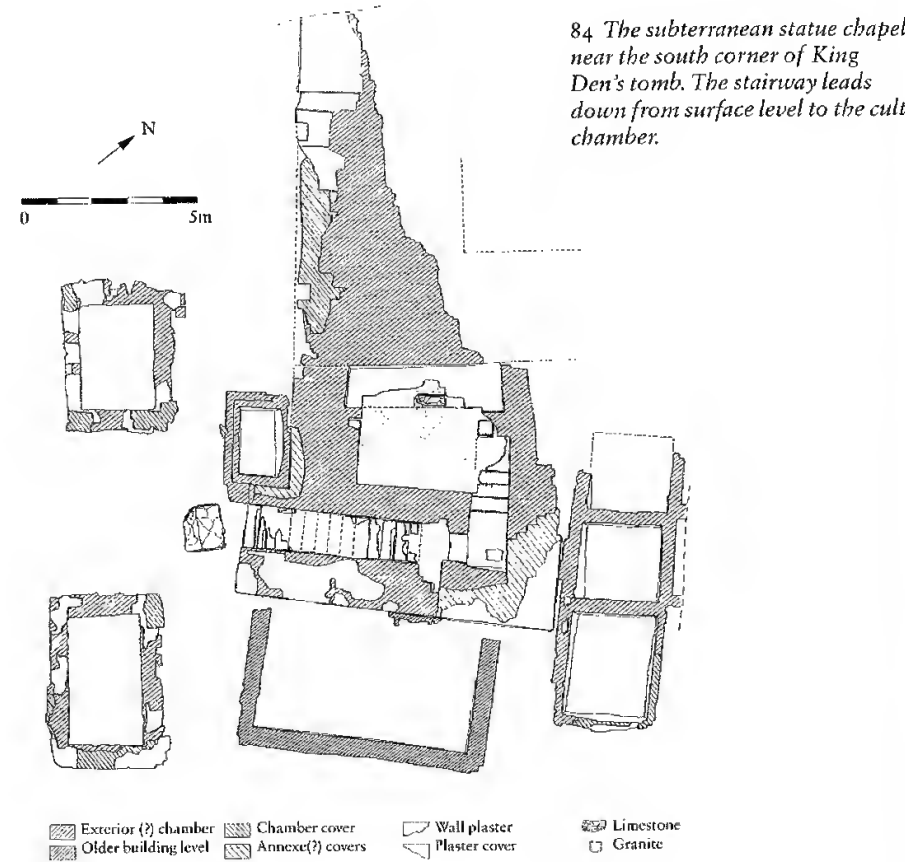 84 The subterranean statue chapel
near the south corner of King
Den's tomb. The stairway leads
down from surface level to the cult
chamber.
N
0 5m
Exterior (?) chamber Chamber cover Wall plaster Limestone
Older building level Annexe(?) covers Plaster cover Granite